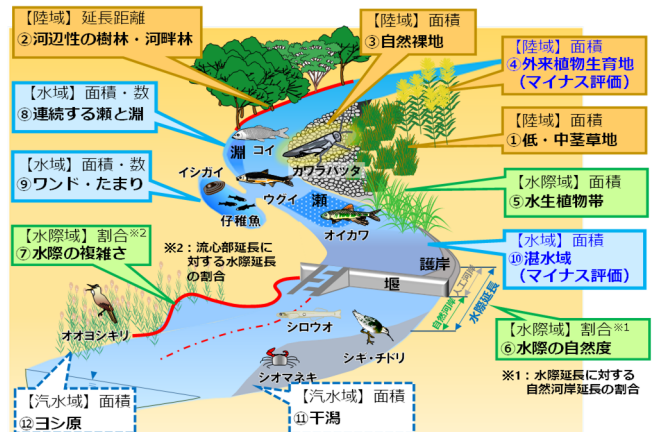 【陸域】延長距離
②河辺性の樹林・河畔林
【陸域】面積
③自然裸地
【陸域】面積
④外来植物生育地
(マイナス評価)
【水域】面積・数
⑧連続する瀬と淵
【陸域】面積
①低・中茎草地
淵
コイ
カワラバッタ
【水域】面積・数
⑨ワンド・たまり
イシガイ
ウグイ
瀬
仔稚魚
オイカワ
【水際域】面積
⑤水生植物帯
【水際域】割合※2
⑦水際の複雑さ
※2:流心部延長に
対する水際延長
の割合
【水域】面積
⑩湛水域
(マイナス評価)
護岸
堰
人工河岸
自然河岸
水際延長
オオヨシキリ
シロウオ
シキ・チドリ
シオマネキ
【水際域】割合※1
⑥水際の自然度
※1:水際延長に対する
自然河岸延長の割合
【汽水域】面積
⑫ヨシ原
【汽水域】面積
⑪干潟